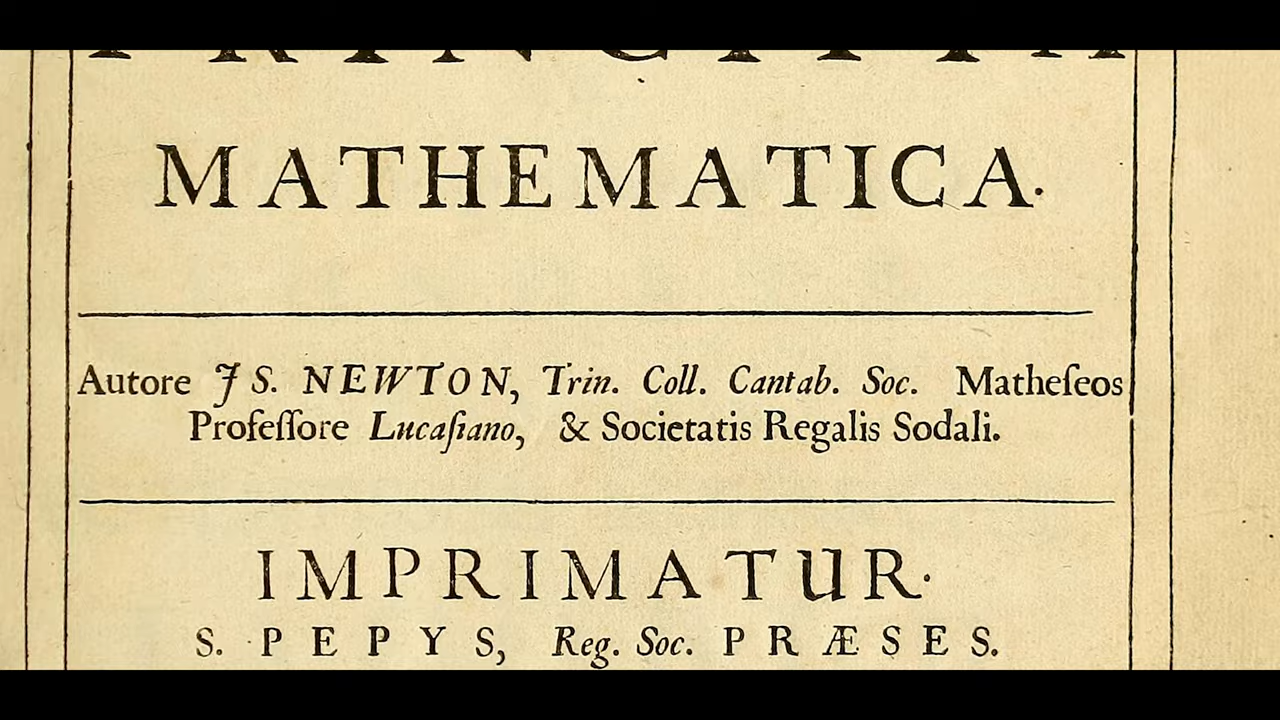 PRINCIPIA
MATHEMATICA.
Autore JS. NEWTON, Trin. Coll. Cantab. Soc. Matheſeos
Profeſſore Lucaſiano, & Societatis Regalis Sodali.
IMPRIMATUR.
S. PEPYS, Reg. Soc. PRÆSES.